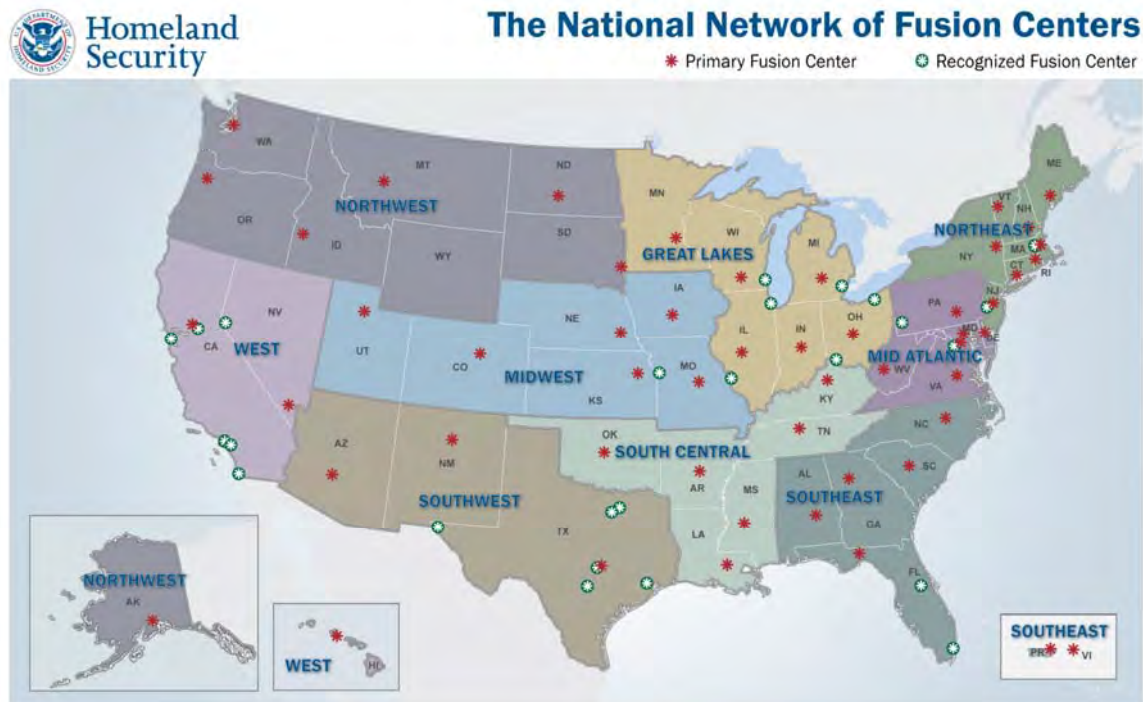 U.S. DEPARTMENT OF HOMELAND SECURITY
Homeland
Security
The National Network of Fusion Centers
Primary Fusion Center
Recognized Fusion Center
WA
MT
ND
MN
ME
VT
NH
NORTHWEST
OR
ID
SD
WI
MI
NORTHEAST
MA
NY
CT
RI
WY
GREAT LAKES
IA
PA
NJ
NV
NE
IL
IN
OH
MD
DE
CA
WEST
UT
CO
MIDWEST
MO
MID ATLANTIC
WV
VA
KS
KY
AZ
NM
OK
TN
NC
SOUTH CENTRAL
AR
MS
AL
SC
SOUTHWEST
SOUTHEAST
GA
TX
LA
FL
NORTHWEST
AK
WEST
HI
SOUTHEAST
PR
VI